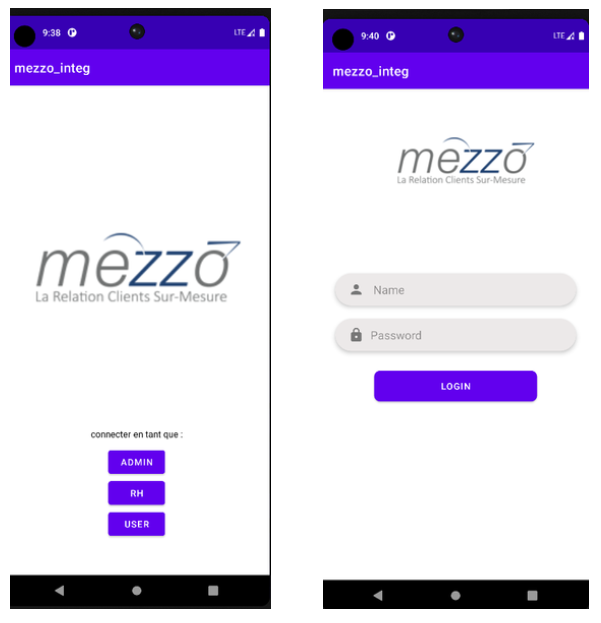 9:38
LTE
mezzo_integ
mezzo
La Relation Clients Sur-Mesure
connecter en tant que :
ADMIN
RH
USER
9:40
LTE
mezzo_integ
mezzo
La Relation Clients Sur-Mesure
Name
Password
LOGIN